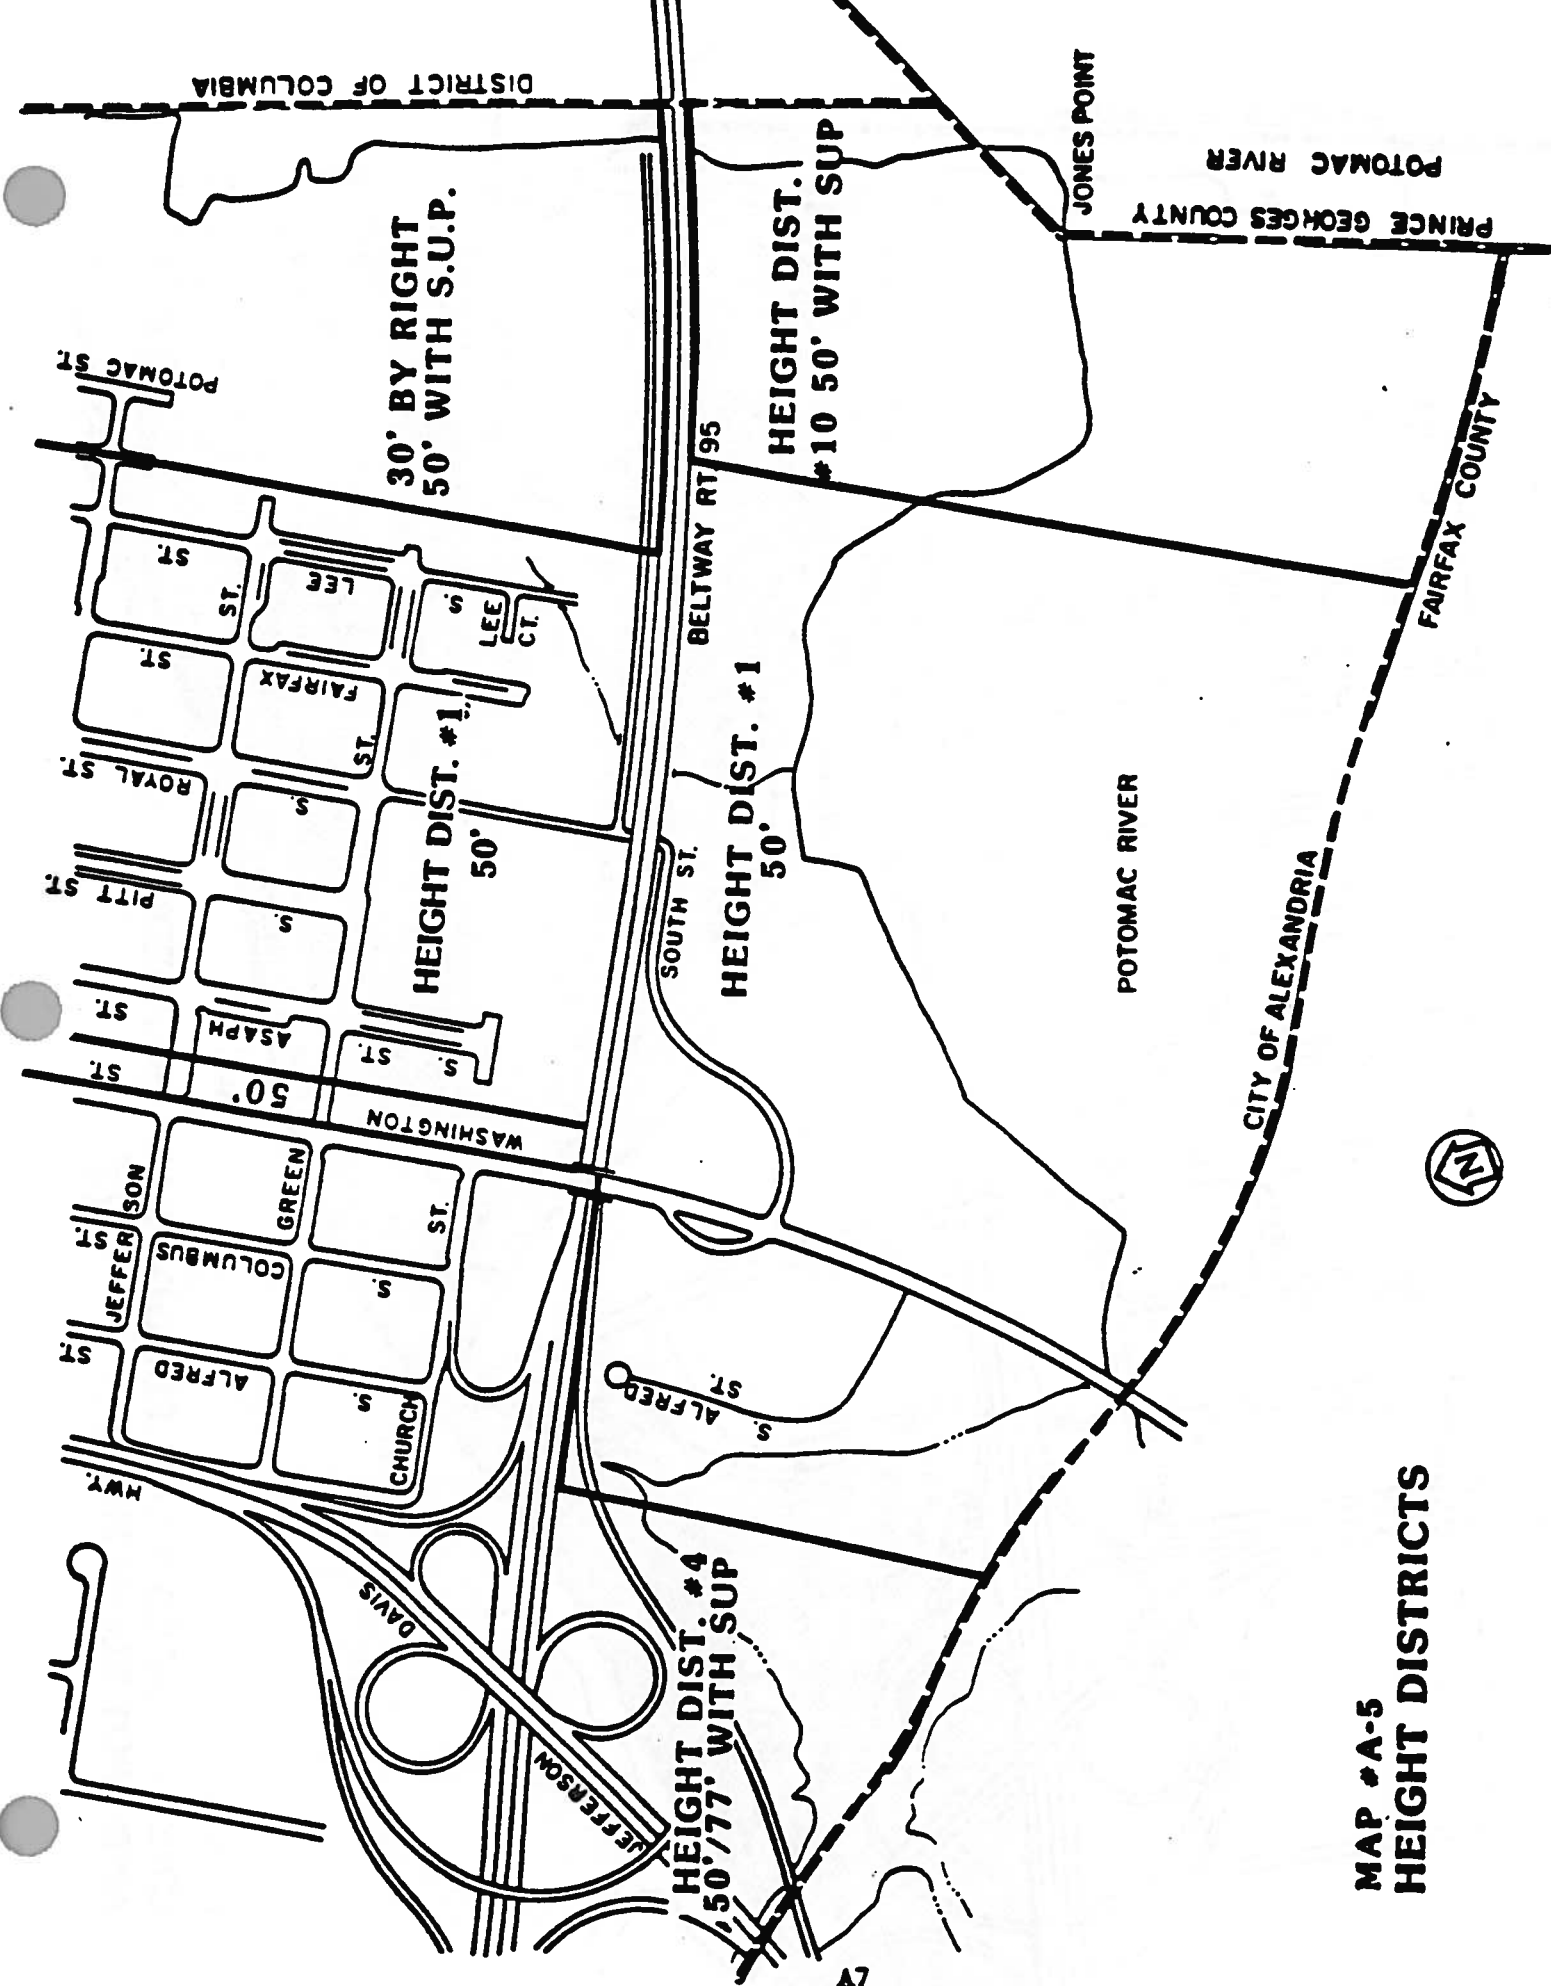 DISTRICT OF COLUMBIA
JONES POINT
POTOMAC RIVER
PRINCE GEORGES COUNTY
30' BY RIGHT
50' WITH S.U.P.
HEIGHT DIST.
#10 50' WITH SUP
POTOMAC ST.
BELTWAY RT. 95
FAIRFAX COUNTY
ST.
LEE
S.
ST.
LEE
CT.
ST.
FAIRFAX
S.
ST.
HEIGHT DIST. #1
50'
HEIGHT DIST. #1
50'
ROYAL ST.
S.
PITT ST.
S.
SOUTH ST.
POTOMAC RIVER
CITY OF ALEXANDRIA
ST.
ASAPH
ST.
S.
ST.
50'
WASHINGTON
JEFFERSON
ST.
GREEN
ST.
COLUMBUS
S.
ST.
ALFRED
S.
CHURCH
S. ALFRED
ST.
N
HWY.
DAVIS
JEFFERSON
HEIGHT DIST. #4
50'/77' WITH SUP
LY
MAP #A-5
HEIGHT DISTRICTS